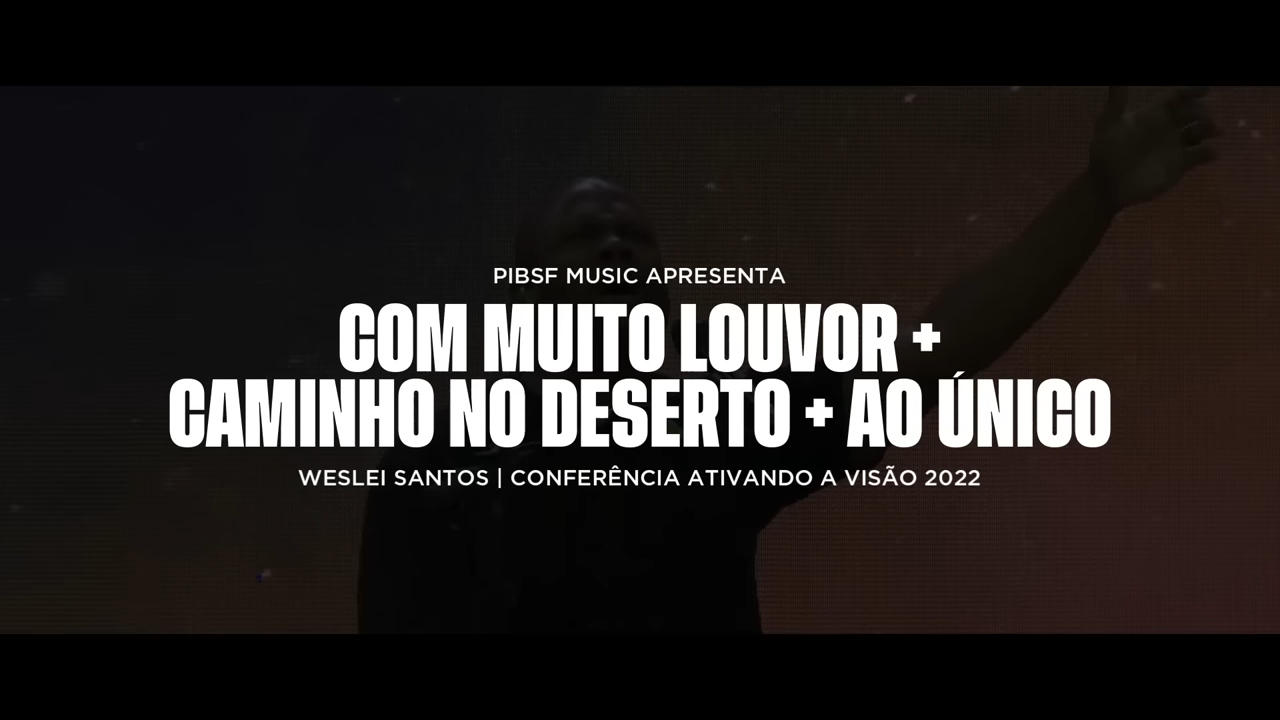 PIBSF MUSIC APRESENTA
COM MUITO LOUVOR +
CAMINHO NO DESERTO + AO ÚNICO
WESLEI SANTOS | CONFERÊNCIA ATIVANDO A VISÃO 2022